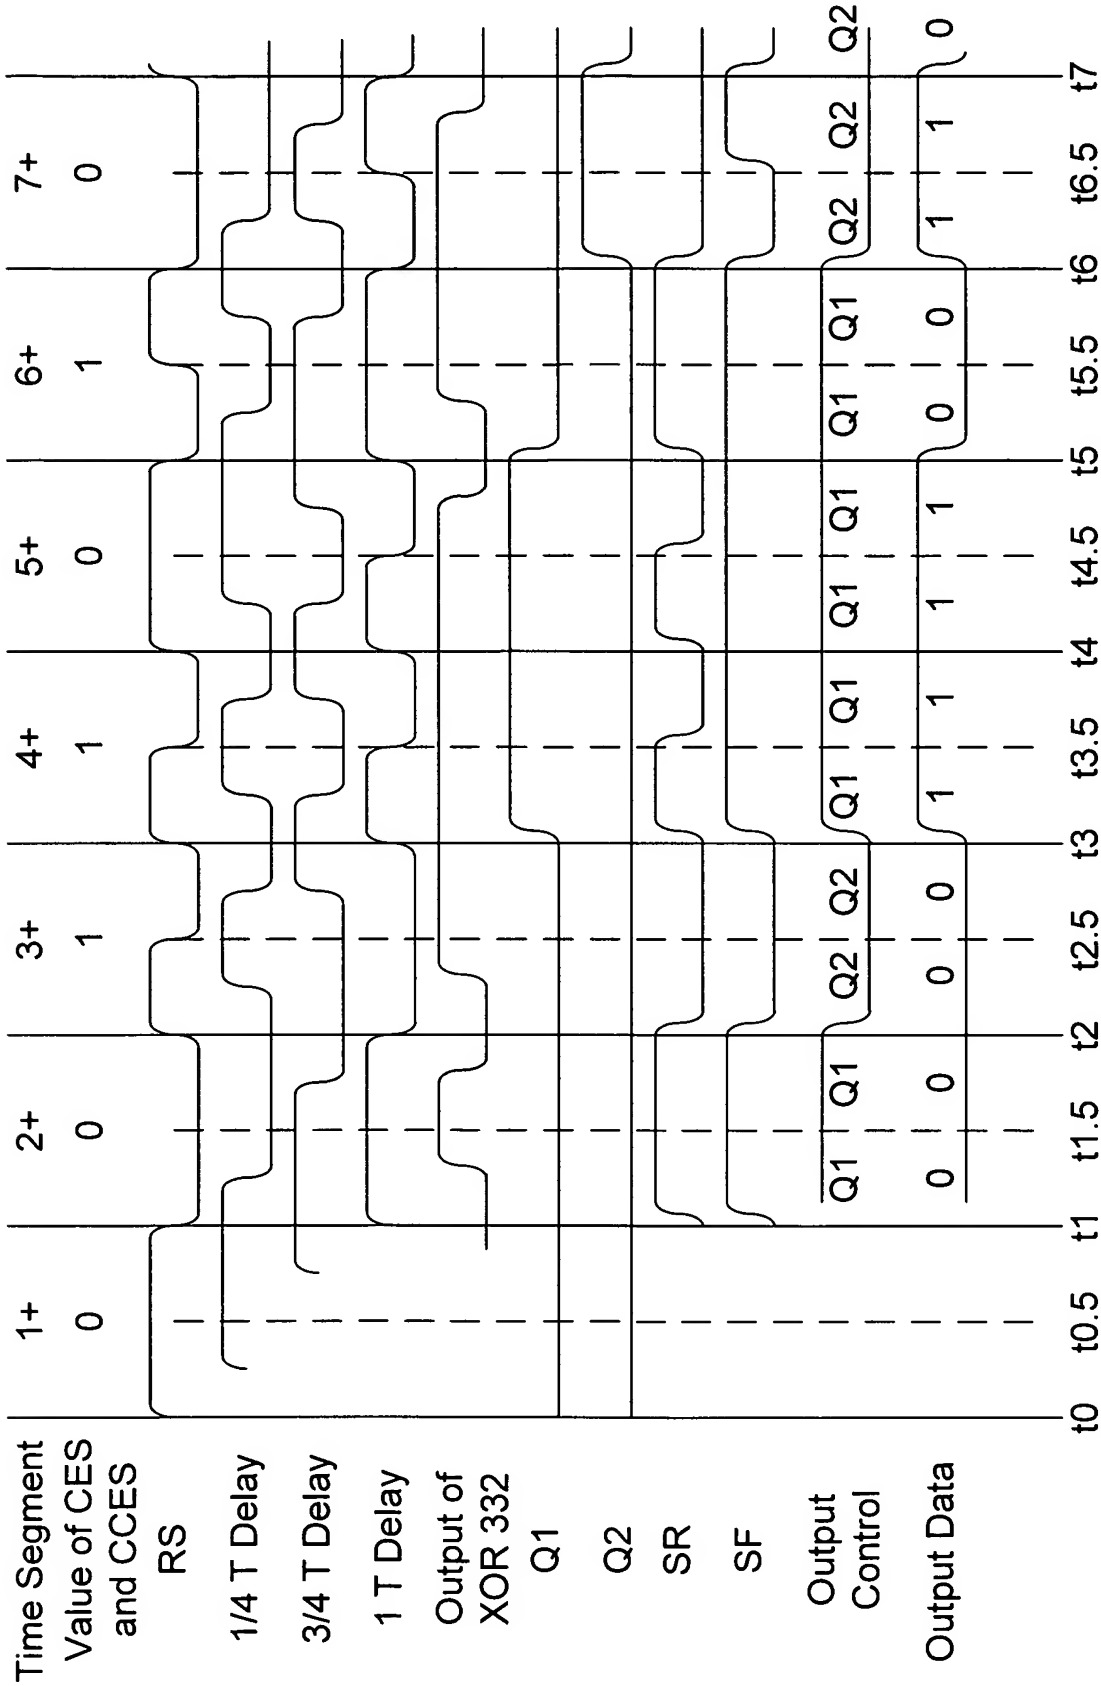 Time Segment 1+ 2+ 3+ 4+ 5+ 6+ 7+
Value of CES
and CCES
0 0 1 1 0 1 0
RS
1/4 T Delay
3/4 T Delay
1 T Delay
Output of
XOR 332
Q1
Q2
SR
SF
Output
Control
Q1 Q1 Q2 Q2 Q1 Q1 Q1 Q1 Q1 Q1 Q2 Q2 Q2
Output Data 0 0 0 0 1 1 1 1 0 0 1 1 0
t0 t0.5 t1 t1.5 t2 t2.5 t3 t3.5 t4 t4.5 t5 t5.5 t6 t6.5 t7